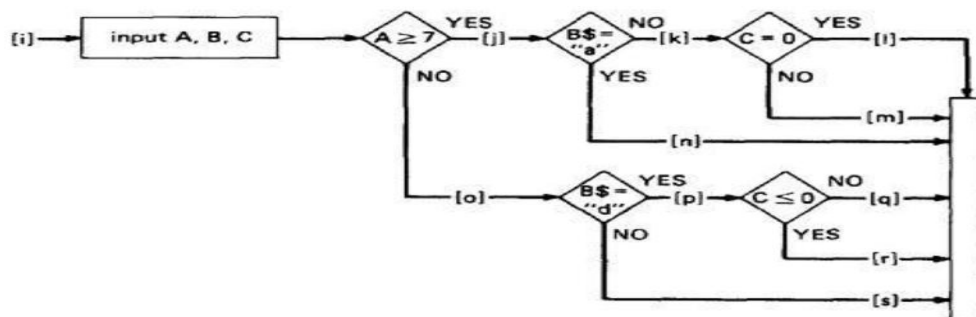 [i] input A, B, C A ≥ 7 YES [j] B$= "a" NO [k] C = 0 YES [l]
NO YES NO
[m]
[n]
[o] B$= "d" YES [p] C ≤ 0 NO [q]
NO YES
[r]
[s]